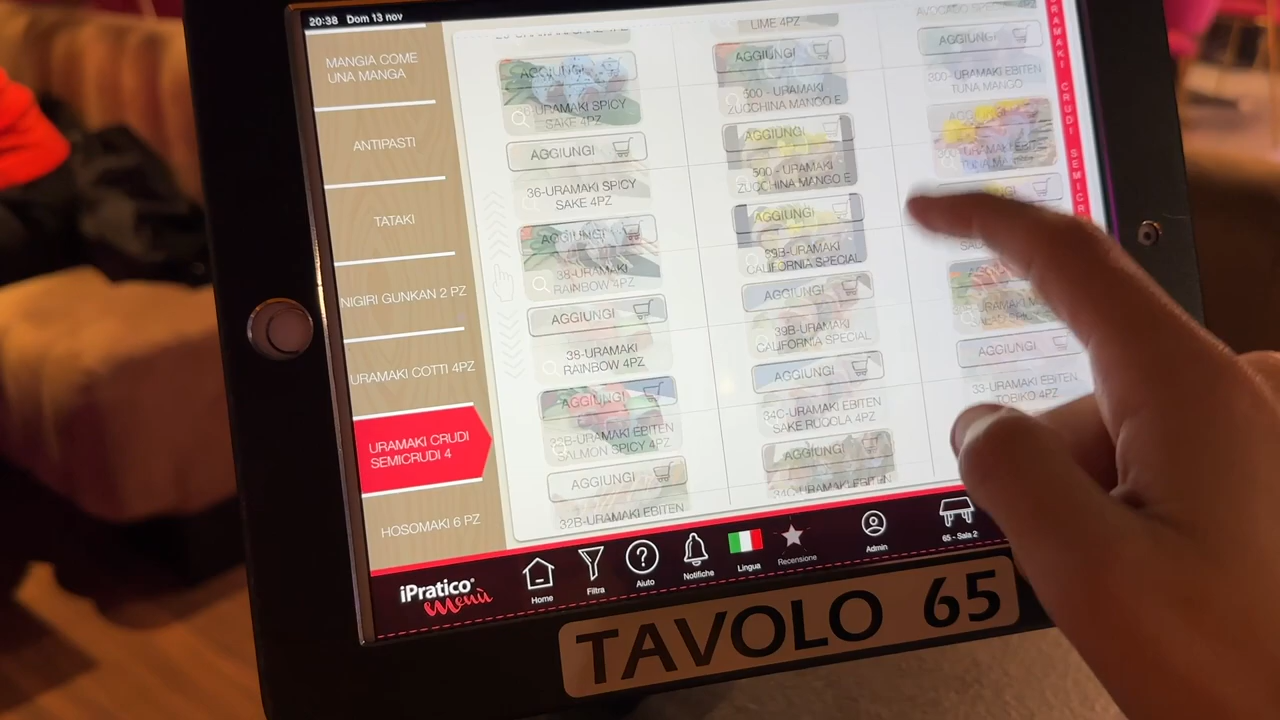 20:38 Dom 13 nov
MANGIA COME
UNA MANGA
ANTIPASTI
TATAKI
NIGIRI GUNKAN 2 PZ
URAMAKI COTTI 4PZ
URAMAKI CRUDI
SEMICRUDI 4
HOSOMAKI 6 PZ
AGGIUNGI
URAMAKI SPICY
SAKE 4PZ
AGGIUNGI
36-URAMAKI SPICY
SAKE 4PZ
AGGIUNGI
38-URAMAKI
RAINBOW 4PZ
AGGIUNGI
38-URAMAKI
RAINBOW 4PZ
AGGIUNGI
32B-URAMAKI EBITEN
SALMON SPICY 4PZ
AGGIUNGI
32B-URAMAKI EBITEN
LIME 4PZ
AGGIUNGI
500 - URAMAKI
ZUCCHINA MANGO E
AGGIUNGI
500 - URAMAKI
ZUCCHINA MANGO E
AGGIUNGI
39B-URAMAKI
CALIFORNIA SPECIAL
AGGIUNGI
39B-URAMAKI
CALIFORNIA SPECIAL
AGGIUNGI
34C-URAMAKI EBITEN
SAKE RUCOLA 4PZ
AGGIUNGI
34C-URAMAKI EBITEN
AVOCADO
AGGIUNGI
300-URAMAKI EBITEN
TUNA MANGO
AGGIUNGI
33-URAMAKI EBITEN
TOBIKO 4PZ
URAMAKI CRUDI SEMICR
iPratico
Menù
Home
Filtra
Aiuto
Notifiche
Lingua
Recensione
Admin
65 - Sala 2
TAVOLO 65